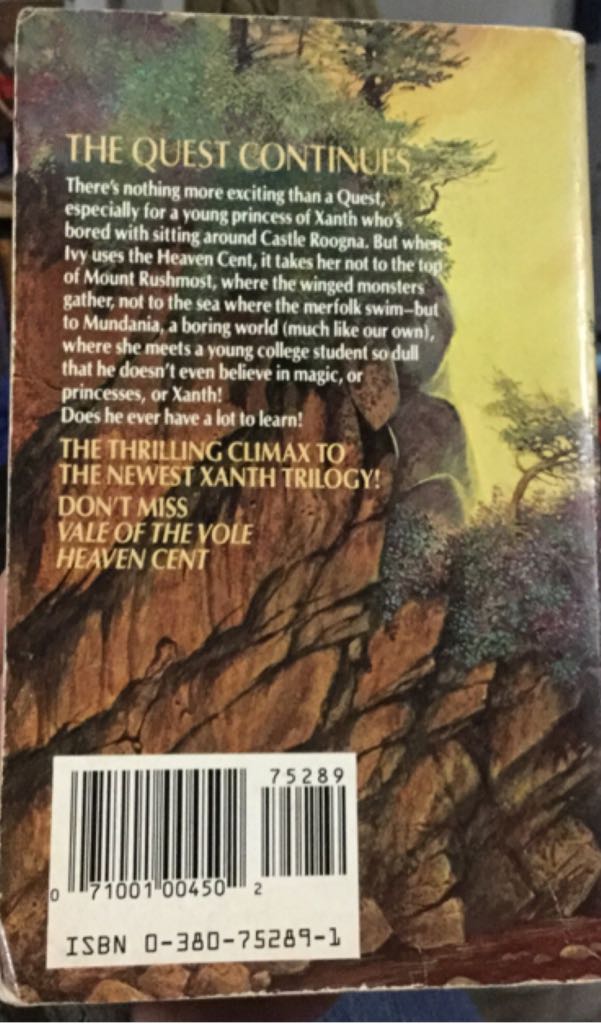 THE QUEST CONTINUES
There's nothing more exciting than a Quest,
especially for a young princess of Xanth who's
bored with sitting around Castle Roogna. But when
Ivy uses the Heaven Cent, it takes her not to the top
of Mount Rushmost, where the winged monsters
gather, not to the sea where the merfolk swim—but
to Mundania, a boring world (much like our own),
where she meets a young college student so dull
that he doesn't even believe in magic, or
princesses, or Xanth!
Does he ever have a lot to learn!
THE THRILLING CLIMAX TO
THE NEWEST XANTH TRILOGY!
DON'T MISS
VALE OF THE VOLE
HEAVEN CENT
75289
0 71001 00450 2
ISBN 0-380-75289-1